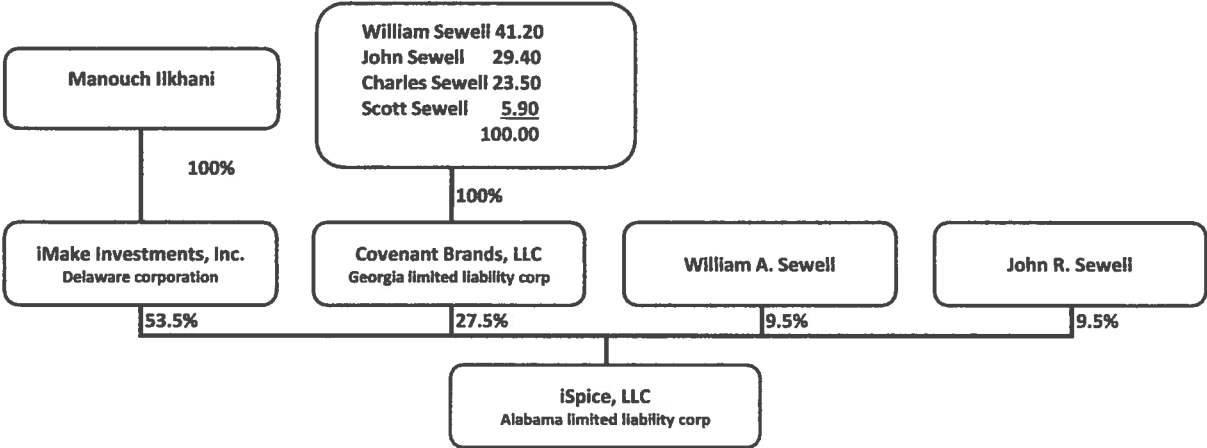 William Sewell 41.20
John Sewell 29.40
Charles Sewell 23.50
Scott Sewell 5.90
100.00
Manouch Ilkhani
100%
100%
iMake Investments, Inc.
Delaware corporation
Covenant Brands, LLC
Georgia limited liability corp
William A. Sewell
John R. Sewell
53.5%
27.5%
9.5%
9.5%
iSpice, LLC
Alabama limited liability corp